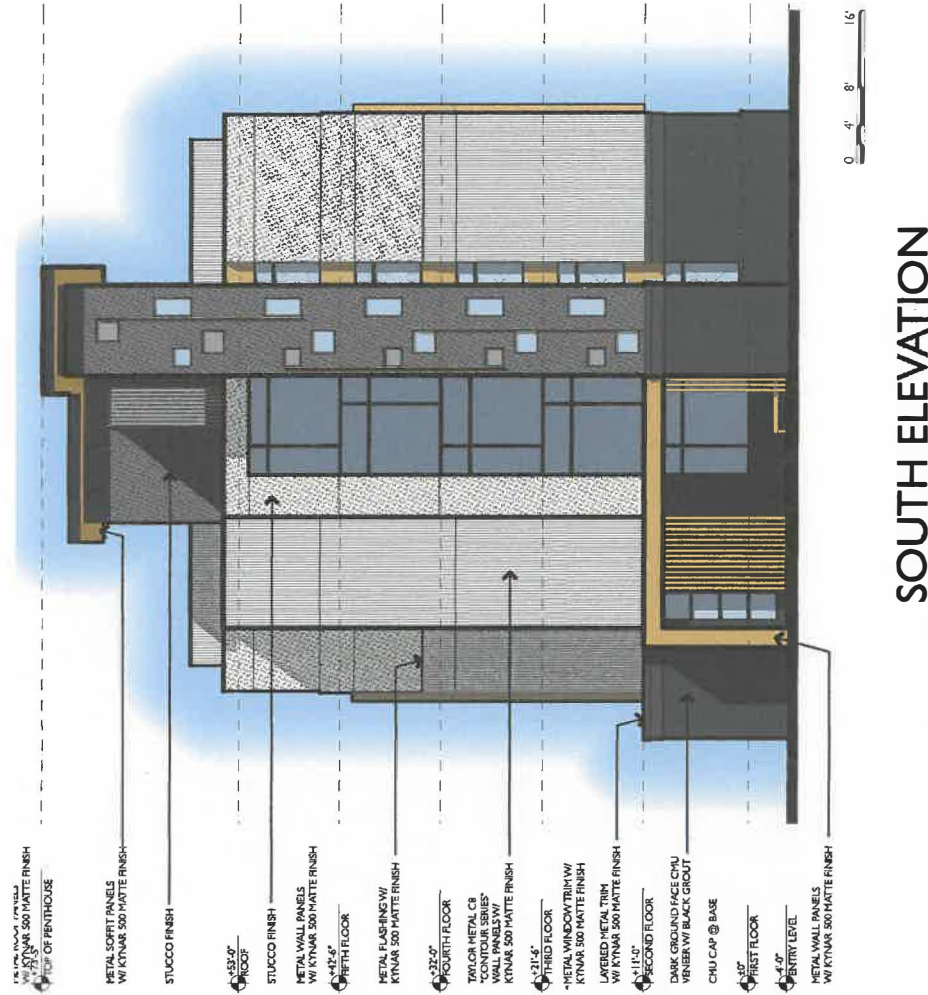 W/ KYNAR 500 MATTE FINISH
TOP OF PENTHOUSE
METAL SOFFIT PANELS
W/ KYNAR 500 MATTE FINISH
STUCCO FINISH
+53'-0"
ROOF
STUCCO FINISH
METAL WALL PANELS
W/ KYNAR 500 MATTE FINISH
+42'-6"
FIFTH FLOOR
METAL FLASHING W/
KYNAR 500 MATTE FINISH
+32'-0"
FOURTH FLOOR
TAYLOR METAL C8
"CONTOUR SERIES"
WALL PANELS W/
KYNAR 500 MATTE FINISH
+21'-6"
THIRD FLOOR
METAL WINDOW TRIM W/
KYNAR 500 MATTE FINISH
LAYERED METAL TRIM
W/ KYNAR 500 MATTE FINISH
+11'-0"
SECOND FLOOR
DARK GROUND FACE CMU
VENEER W/ BLACK GROUT
CMU CAP @ BASE
±0'
FIRST FLOOR
-4'-0"
ENTRY LEVEL
METAL WALL PANELS
W/ KYNAR 500 MATTE FINISH
0 4' 8' 16'
SOUTH ELEVATION